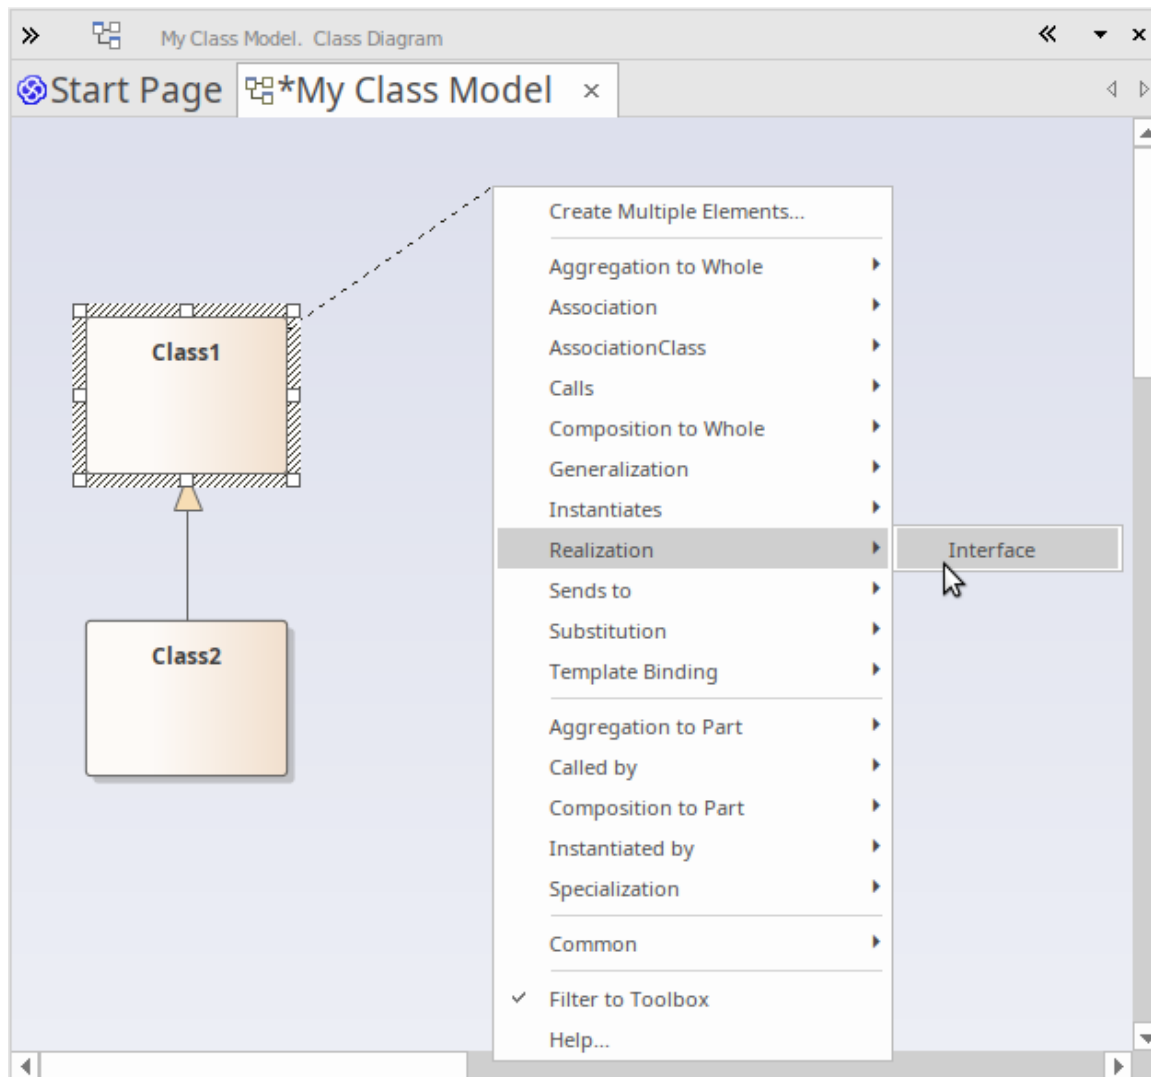 My Class Model. Class Diagram
Start Page *My Class Model
Create Multiple Elements...
Aggregation to Whole
Association
AssociationClass
Calls
Composition to Whole
Generalization
Instantiates
Realization
Interface
Sends to
Substitution
Template Binding
Aggregation to Part
Called by
Composition to Part
Instantiated by
Specialization
Common
Filter to Toolbox
Help...
Class1
Class2